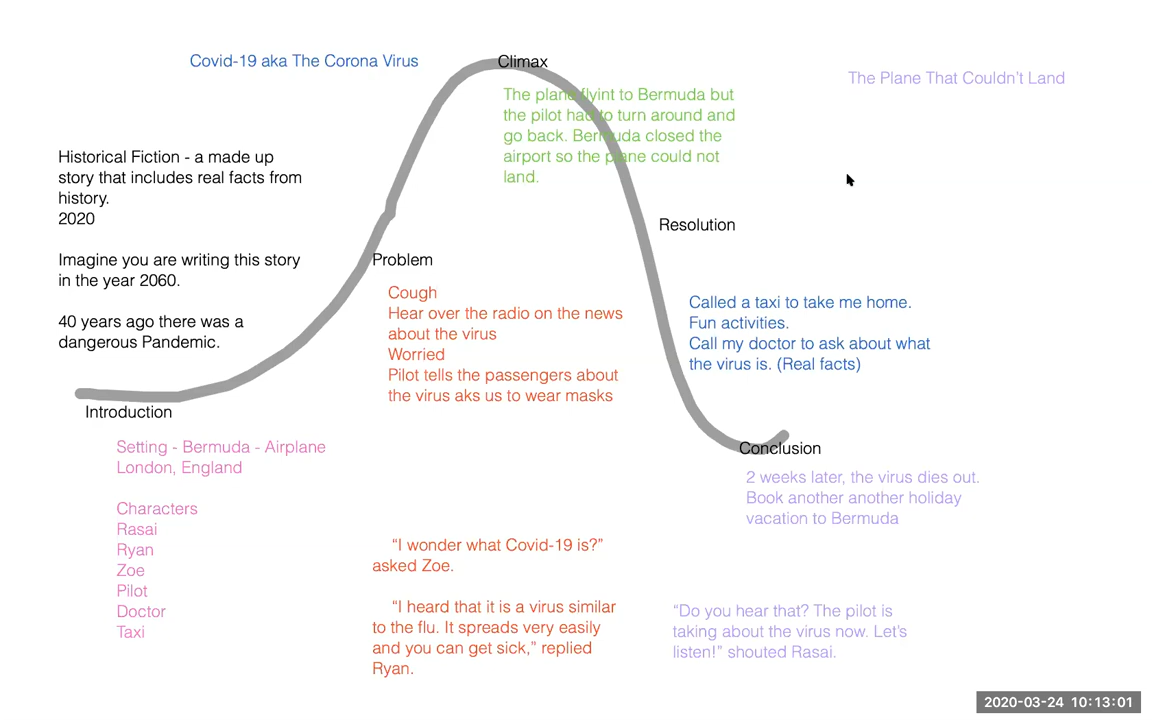 Covid-19 aka The Corona Virus
Climax
The Plane That Couldn't Land
The plane flyint to Bermuda but
the pilot had to turn around and
go back. Bermuda closed the
airport so the plane could not
land.
Historical Fiction - a made up
story that includes real facts from
history.
2020
Imagine you are writing this story
in the year 2060.
40 years ago there was a
dangerous Pandemic.
Resolution
Problem
Cough
Hear over the radio on the news
about the virus
Worried
Pilot tells the passengers about
the virus aks us to wear masks
Called a taxi to take me home.
Fun activities.
Call my doctor to ask about what
the virus is. (Real facts)
Introduction
Setting - Bermuda - Airplane
London, England
Characters
Rasai
Ryan
Zoe
Pilot
Doctor
Taxi
Conclusion
2 weeks later, the virus dies out.
Book another another holiday
vacation to Bermuda
“I wonder what Covid-19 is?”
asked Zoe.
“I heard that it is a virus similar
to the flu. It spreads very easily
and you can get sick,” replied
Ryan.
“Do you hear that? The pilot is
taking about the virus now. Let's
listen!” shouted Rasai.
2020-03-24 10:13:01